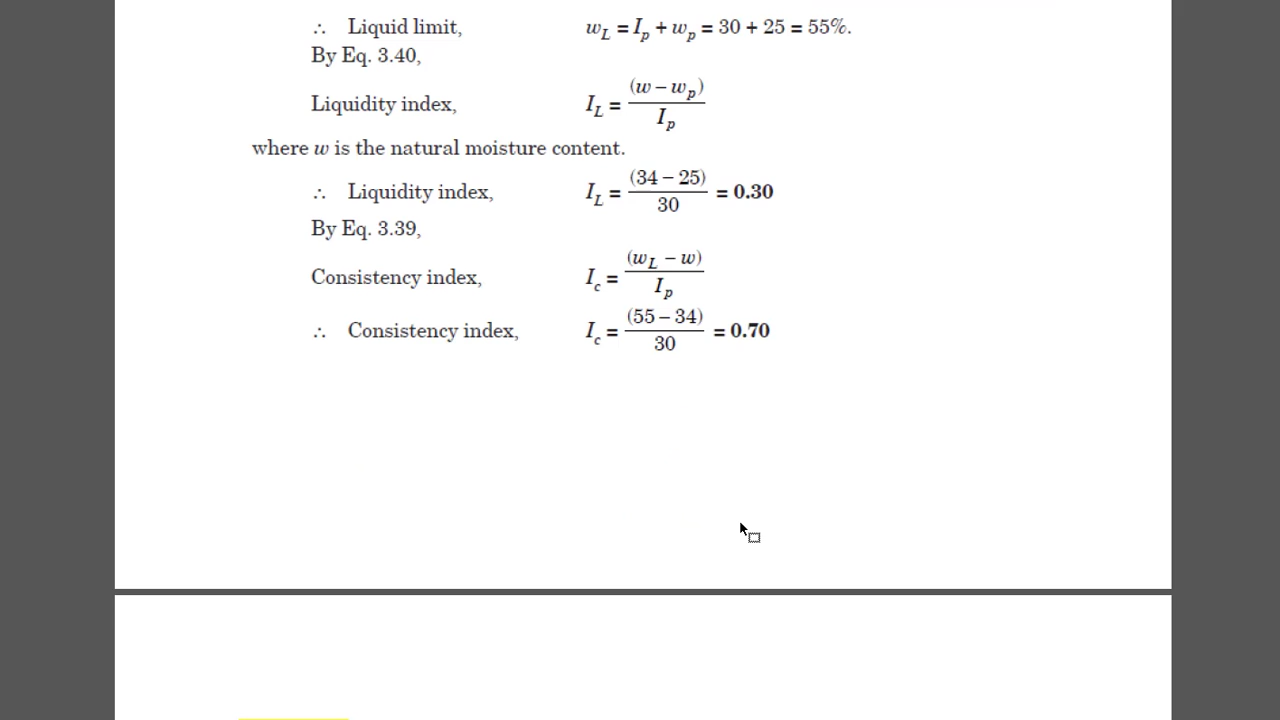 ∴ Liquid limit, w_L = I_p + w_p = 30 + 25 = 55%.
By Eq. 3.40,
Liquidity index, I_L = (w – w_p) / I_p
where w is the natural moisture content.
∴ Liquidity index, I_L = (34 – 25) / 30 = 0.30
By Eq. 3.39,
Consistency index, I_c = (w_L – w) / I_p
∴ Consistency index, I_c = (55 – 34) / 30 = 0.70